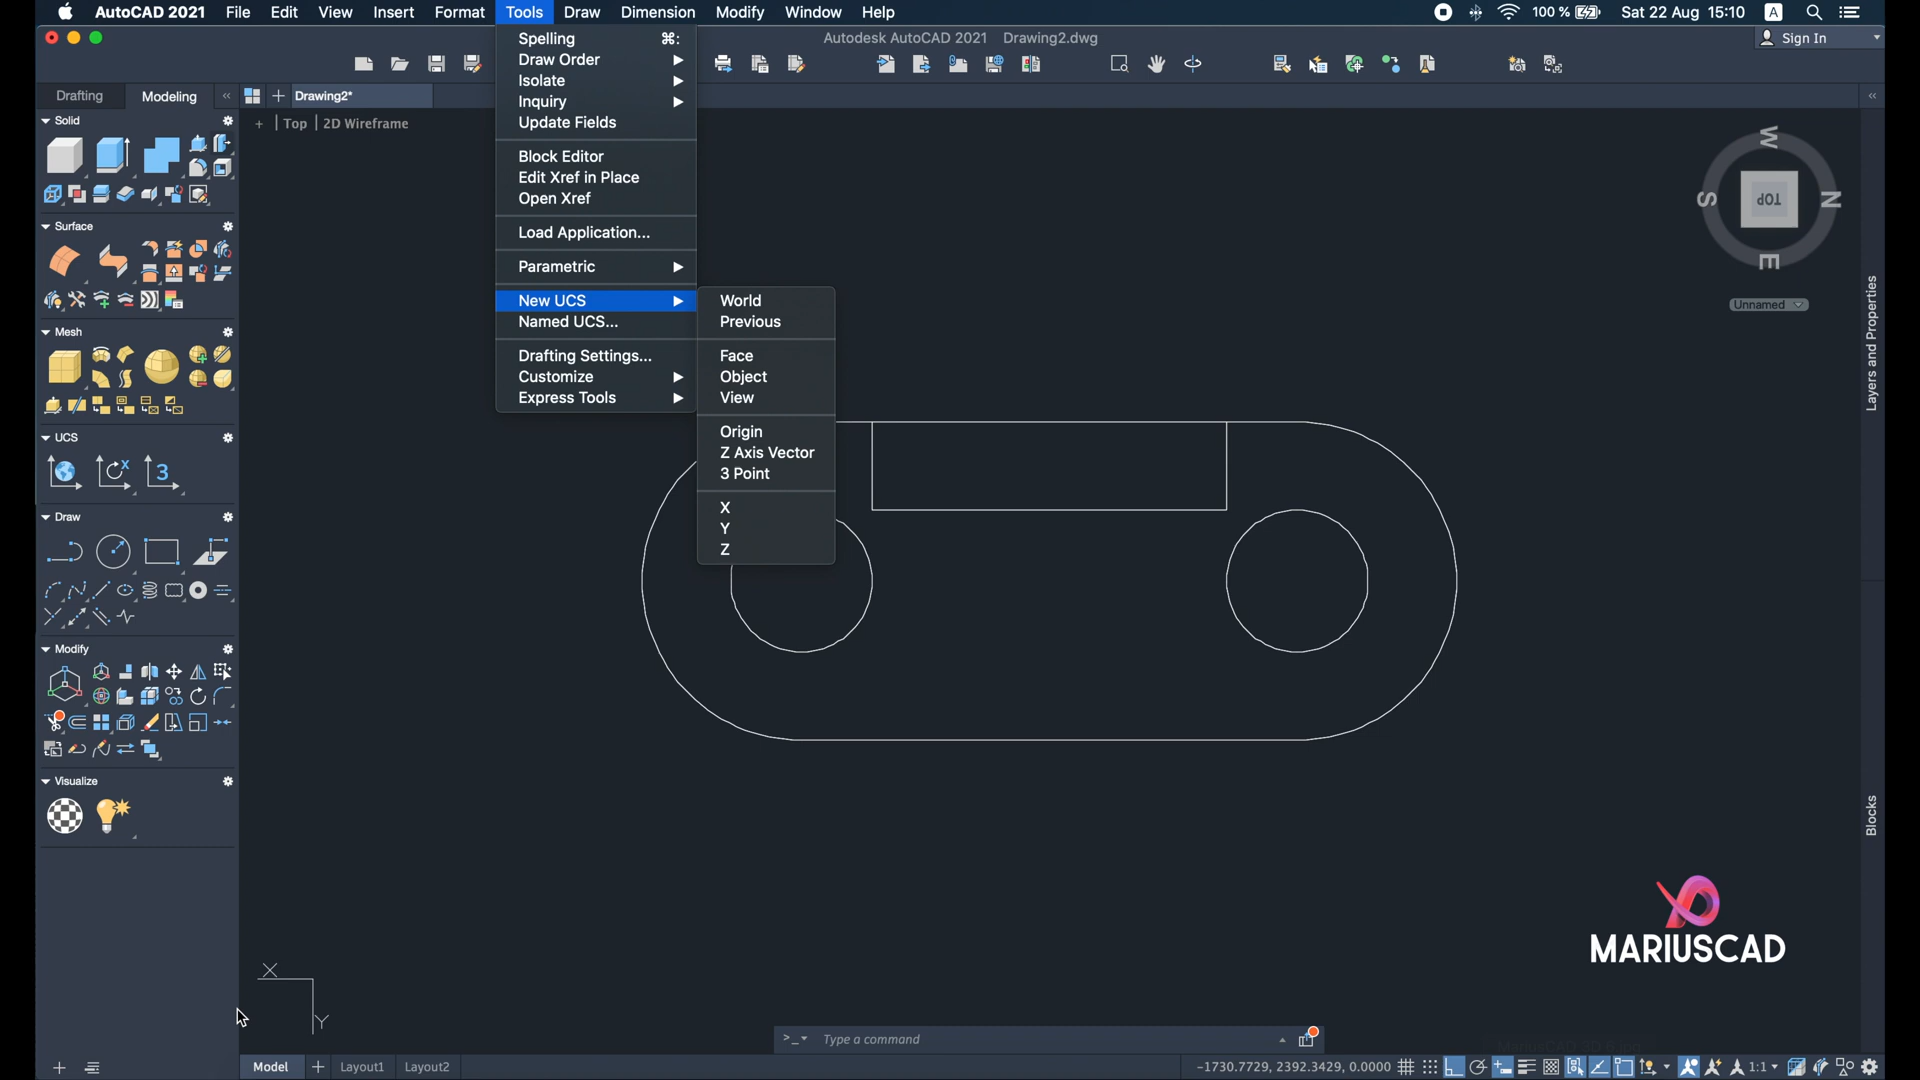 AutoCAD 2021 File Edit View Insert Format Tools Draw Dimension Modify Window Help
100 % Sat 22 Aug 15:10 A
Autodesk AutoCAD 2021 Drawing2.dwg
Sign In
Drafting Modeling « Drawing2* «
+ | Top | 2D Wireframe
Solid
Surface
Mesh
UCS
X
3
Draw
Modify
Visualize
Spelling ⌘:
Draw Order
Isolate
Inquiry
Update Fields
Block Editor
Edit Xref in Place
Open Xref
Load Application...
Parametric
New UCS
Named UCS...
Drafting Settings...
Customize
Express Tools
World
Previous
Face
Object
View
Origin
Z Axis Vector
3 Point
X
Y
Z
W
S TOP N
E
Unnamed
Layers and Properties
Blocks
MARIUSCAD
X
Y
>_ Type a command
Model + Layout1 Layout2
-1730.7729, 2392.3429, 0.0000 1:1